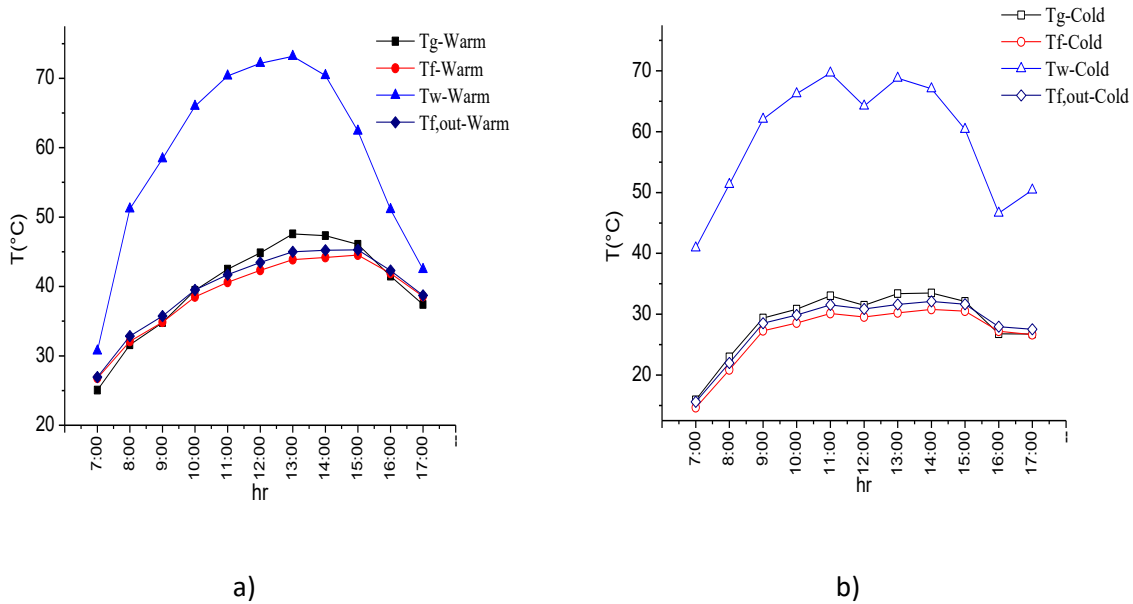 Tg-Warm
Tf-Warm
Tw-Warm
Tf,out-Warm
T(°C)
70
60
50
40
30
20
7:00
8:00
9:00
10:00
11:00
12:00
13:00
14:00
15:00
16:00
17:00
--
hr
a)
Tg-Cold
Tf-Cold
Tw-Cold
Tf,out-Cold
T(°C)
70
60
50
40
30
20
7:00
8:00
9:00
10:00
11:00
12:00
13:00
14:00
15:00
16:00
17:00
--
hr
b)